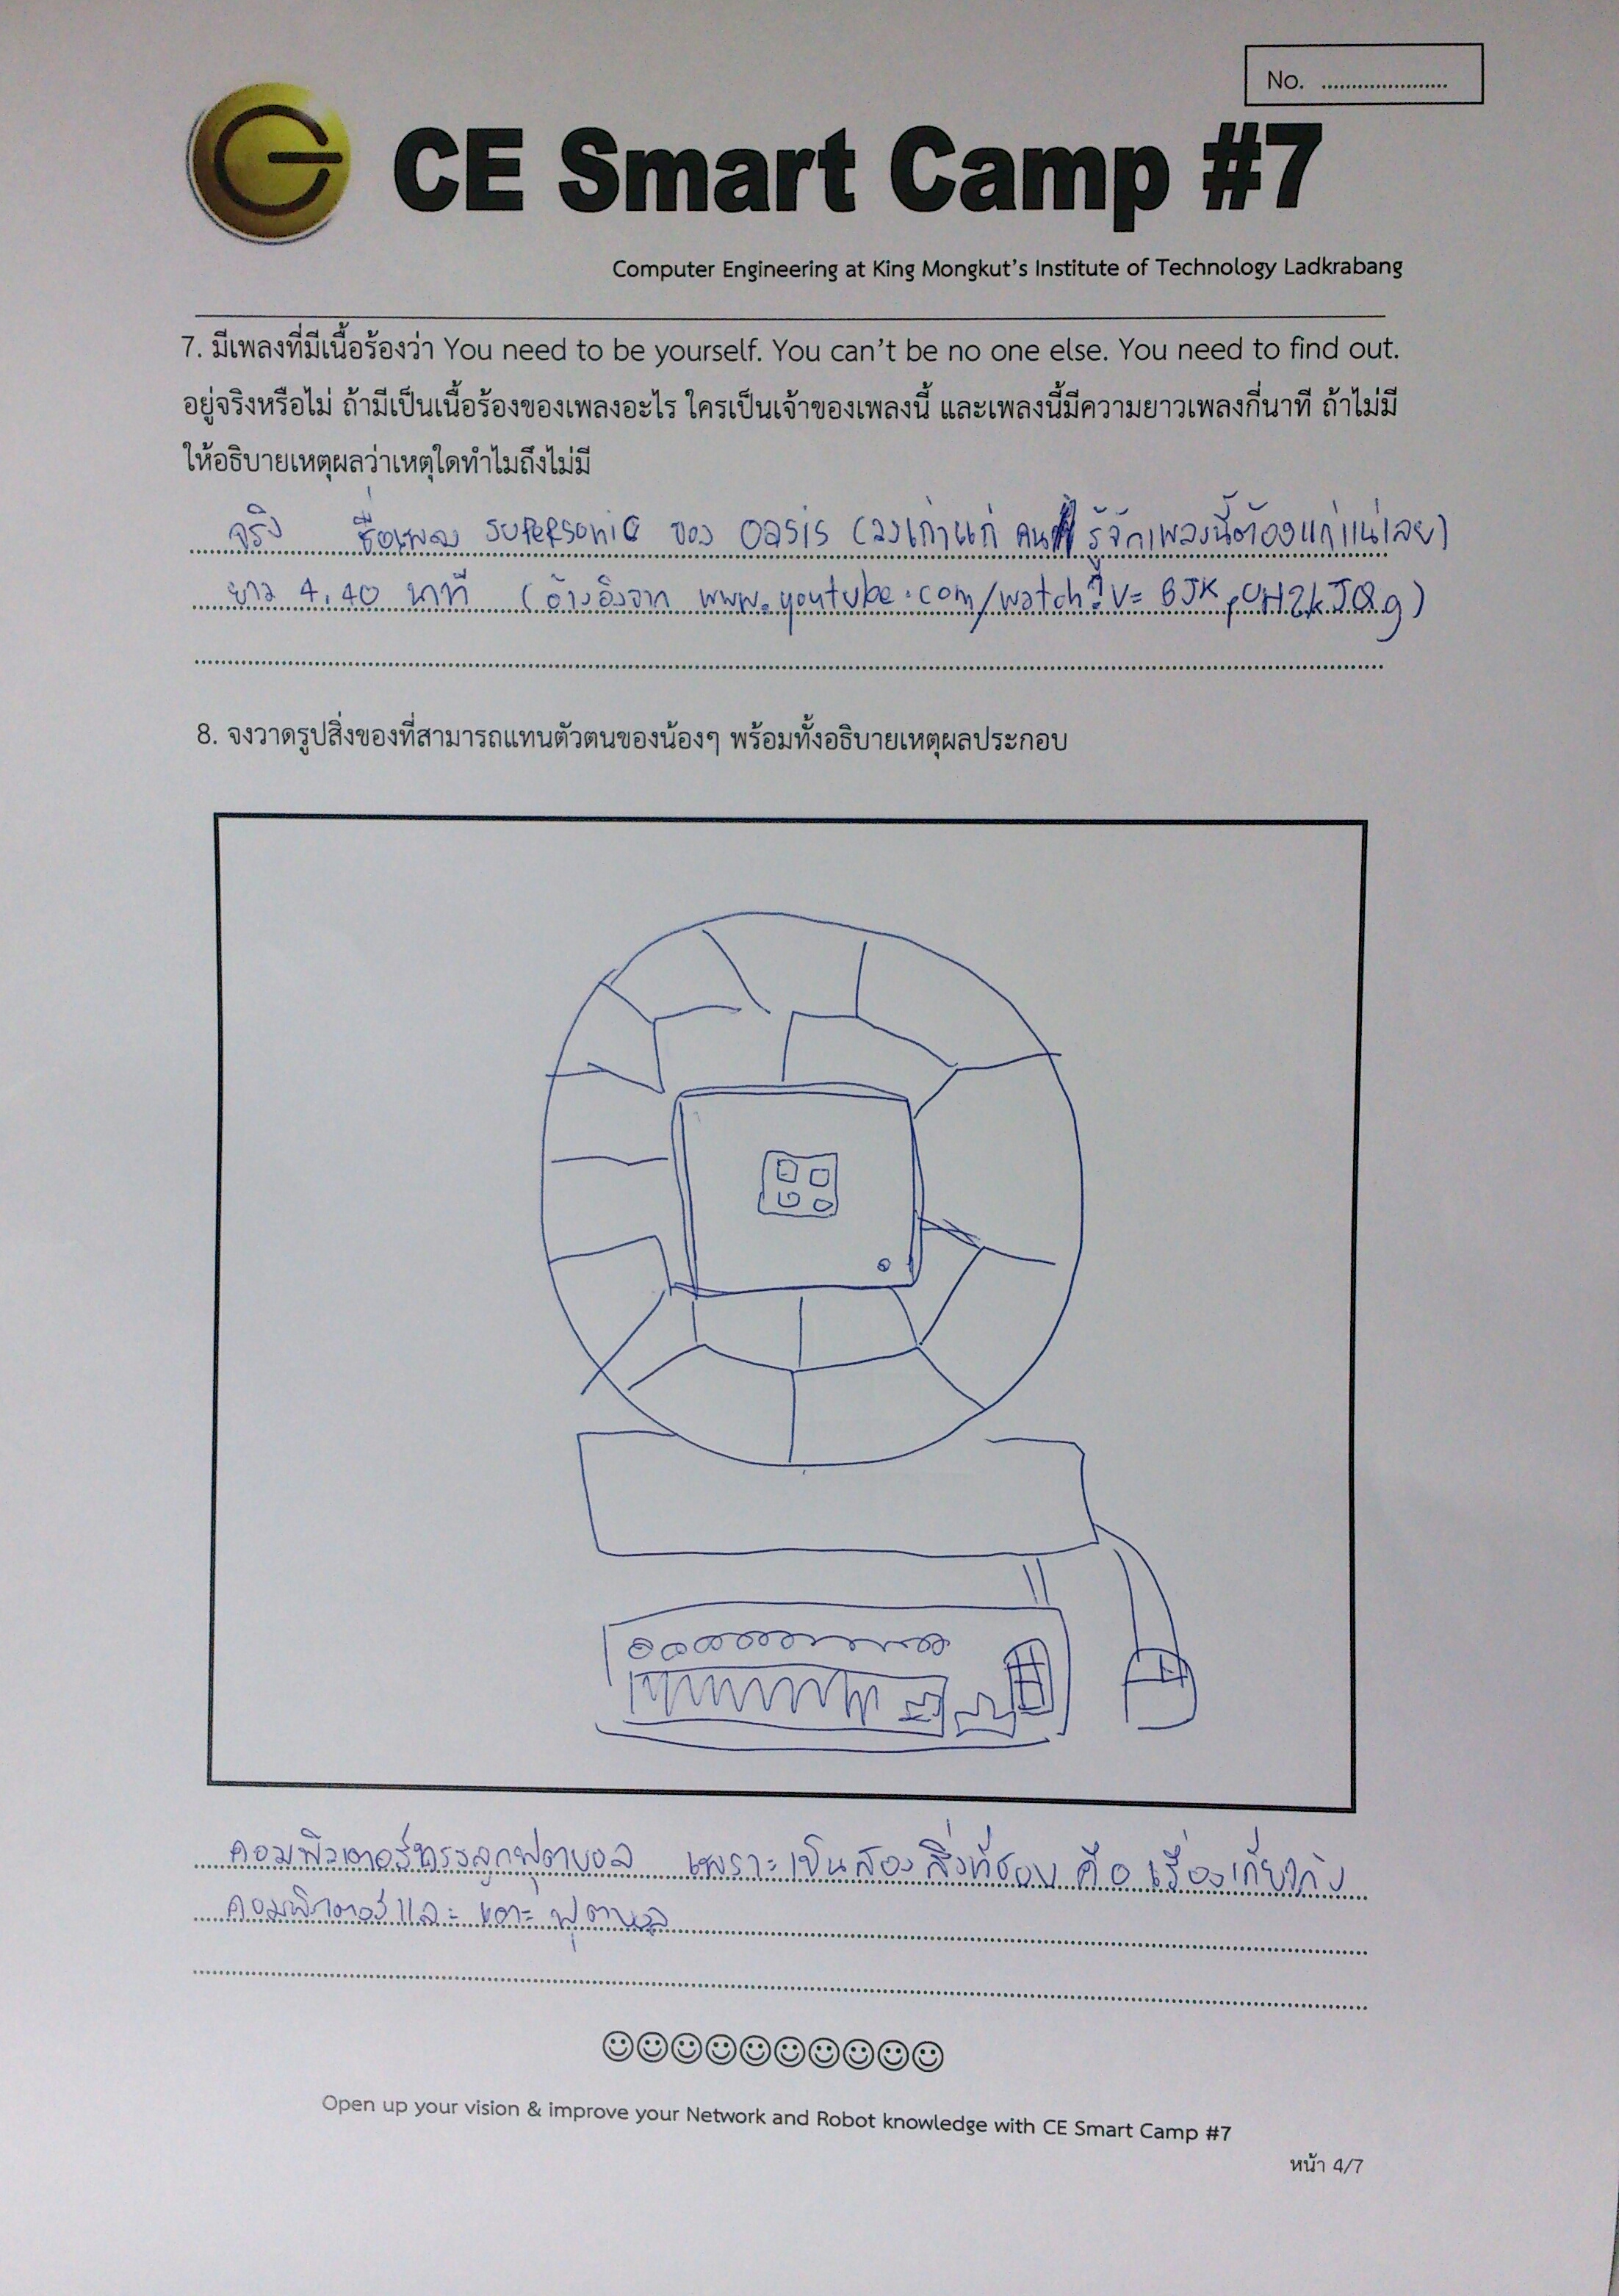 No. ......................
CE Smart Camp #7
Computer Engineering at King Mongkut's Institute of Technology Ladkrabang
7. มีเพลงที่มีเนื้อร้องว่า You need to be yourself. You can't be no one else. You need to find out.
อยู่จริงหรือไม่ ถ้ามีเป็นเนื้อร้องของเพลงอะไร ใครเป็นเจ้าของเพลงนี้ และเพลงนี้มีความยาวเพลงกี่นาที ถ้าไม่มี
ให้อธิบายเหตุผลว่าเหตุใดทำไมถึงไม่มี
จริง ชื่อเพลง supersonic ของ Oasis (วงเก่าแก่ คน รู้จักเพลงนี้ต้องแก่แน่เลย)
ยาว 4.40 นาที (อ้างอิงจาก www.youtube.com/watch?v=
8. จงวาดรูปสิ่งของที่สามารถแทนตัวตนของน้องๆ พร้อมทั้งอธิบายเหตุผลประกอบ
คอมพิวเตอร์ทรงลูกฟุตบอล เพราะเป็นสองสิ่งที่ชอบ คือ เรื่องเกี่ยวกับ
คอมพิวเตอร์และ เตะ ฟุตบอล
Open up your vision & improve your Network and Robot knowledge with CE Smart Camp #7
หน้า 4/7